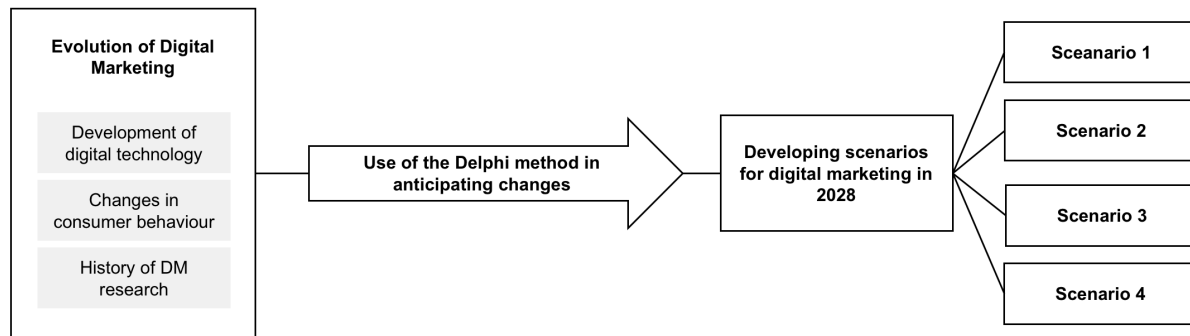 Evolution of Digital
Marketing
Development of
digital technology
Changes in
consumer behaviour
History of DM
research
Use of the Delphi method in
anticipating changes
Developing scenarios
for digital marketing in
2028
Sceanario 1
Scenario 2
Scenario 3
Scenario 4